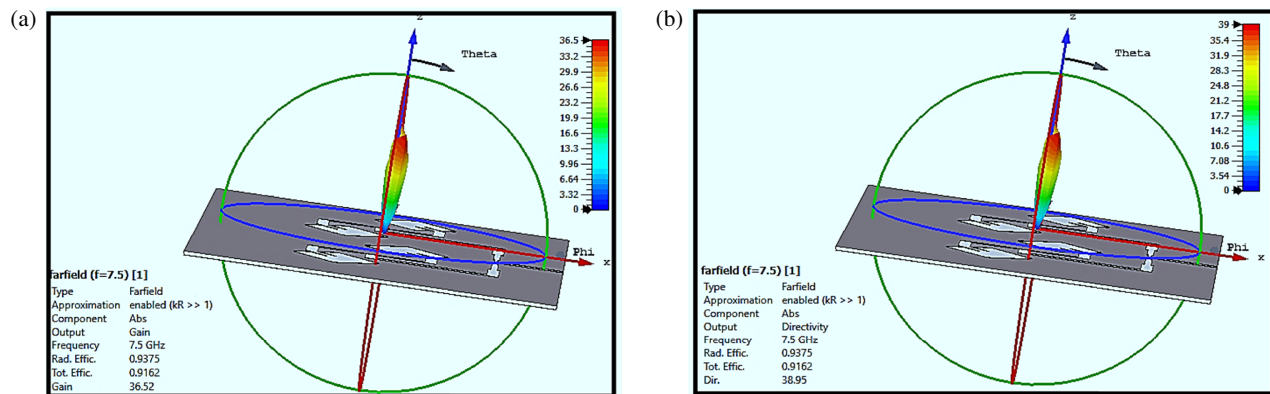 (a)
z
Theta
36.5
33.2
29.9
26.6
23.2
19.9
16.6
13.3
9.96
6.64
3.32
0
Phi
x
farfield (f=7.5) [1]
Type Farfield
Approximation enabled (kR >> 1)
Component Abs
Output Gain
Frequency 7.5 GHz
Rad. Effic. 0.9375
Tot. Effic. 0.9162
Gain 36.52
(b)
z
Theta
39
35.4
31.9
28.3
24.8
21.2
17.7
14.2
10.6
7.08
3.54
0
Phi
x
farfield (f=7.5) [1]
Type Farfield
Approximation enabled (kR >> 1)
Component Abs
Output Directivity
Frequency 7.5 GHz
Rad. Effic. 0.9375
Tot. Effic. 0.9162
Dir. 38.95